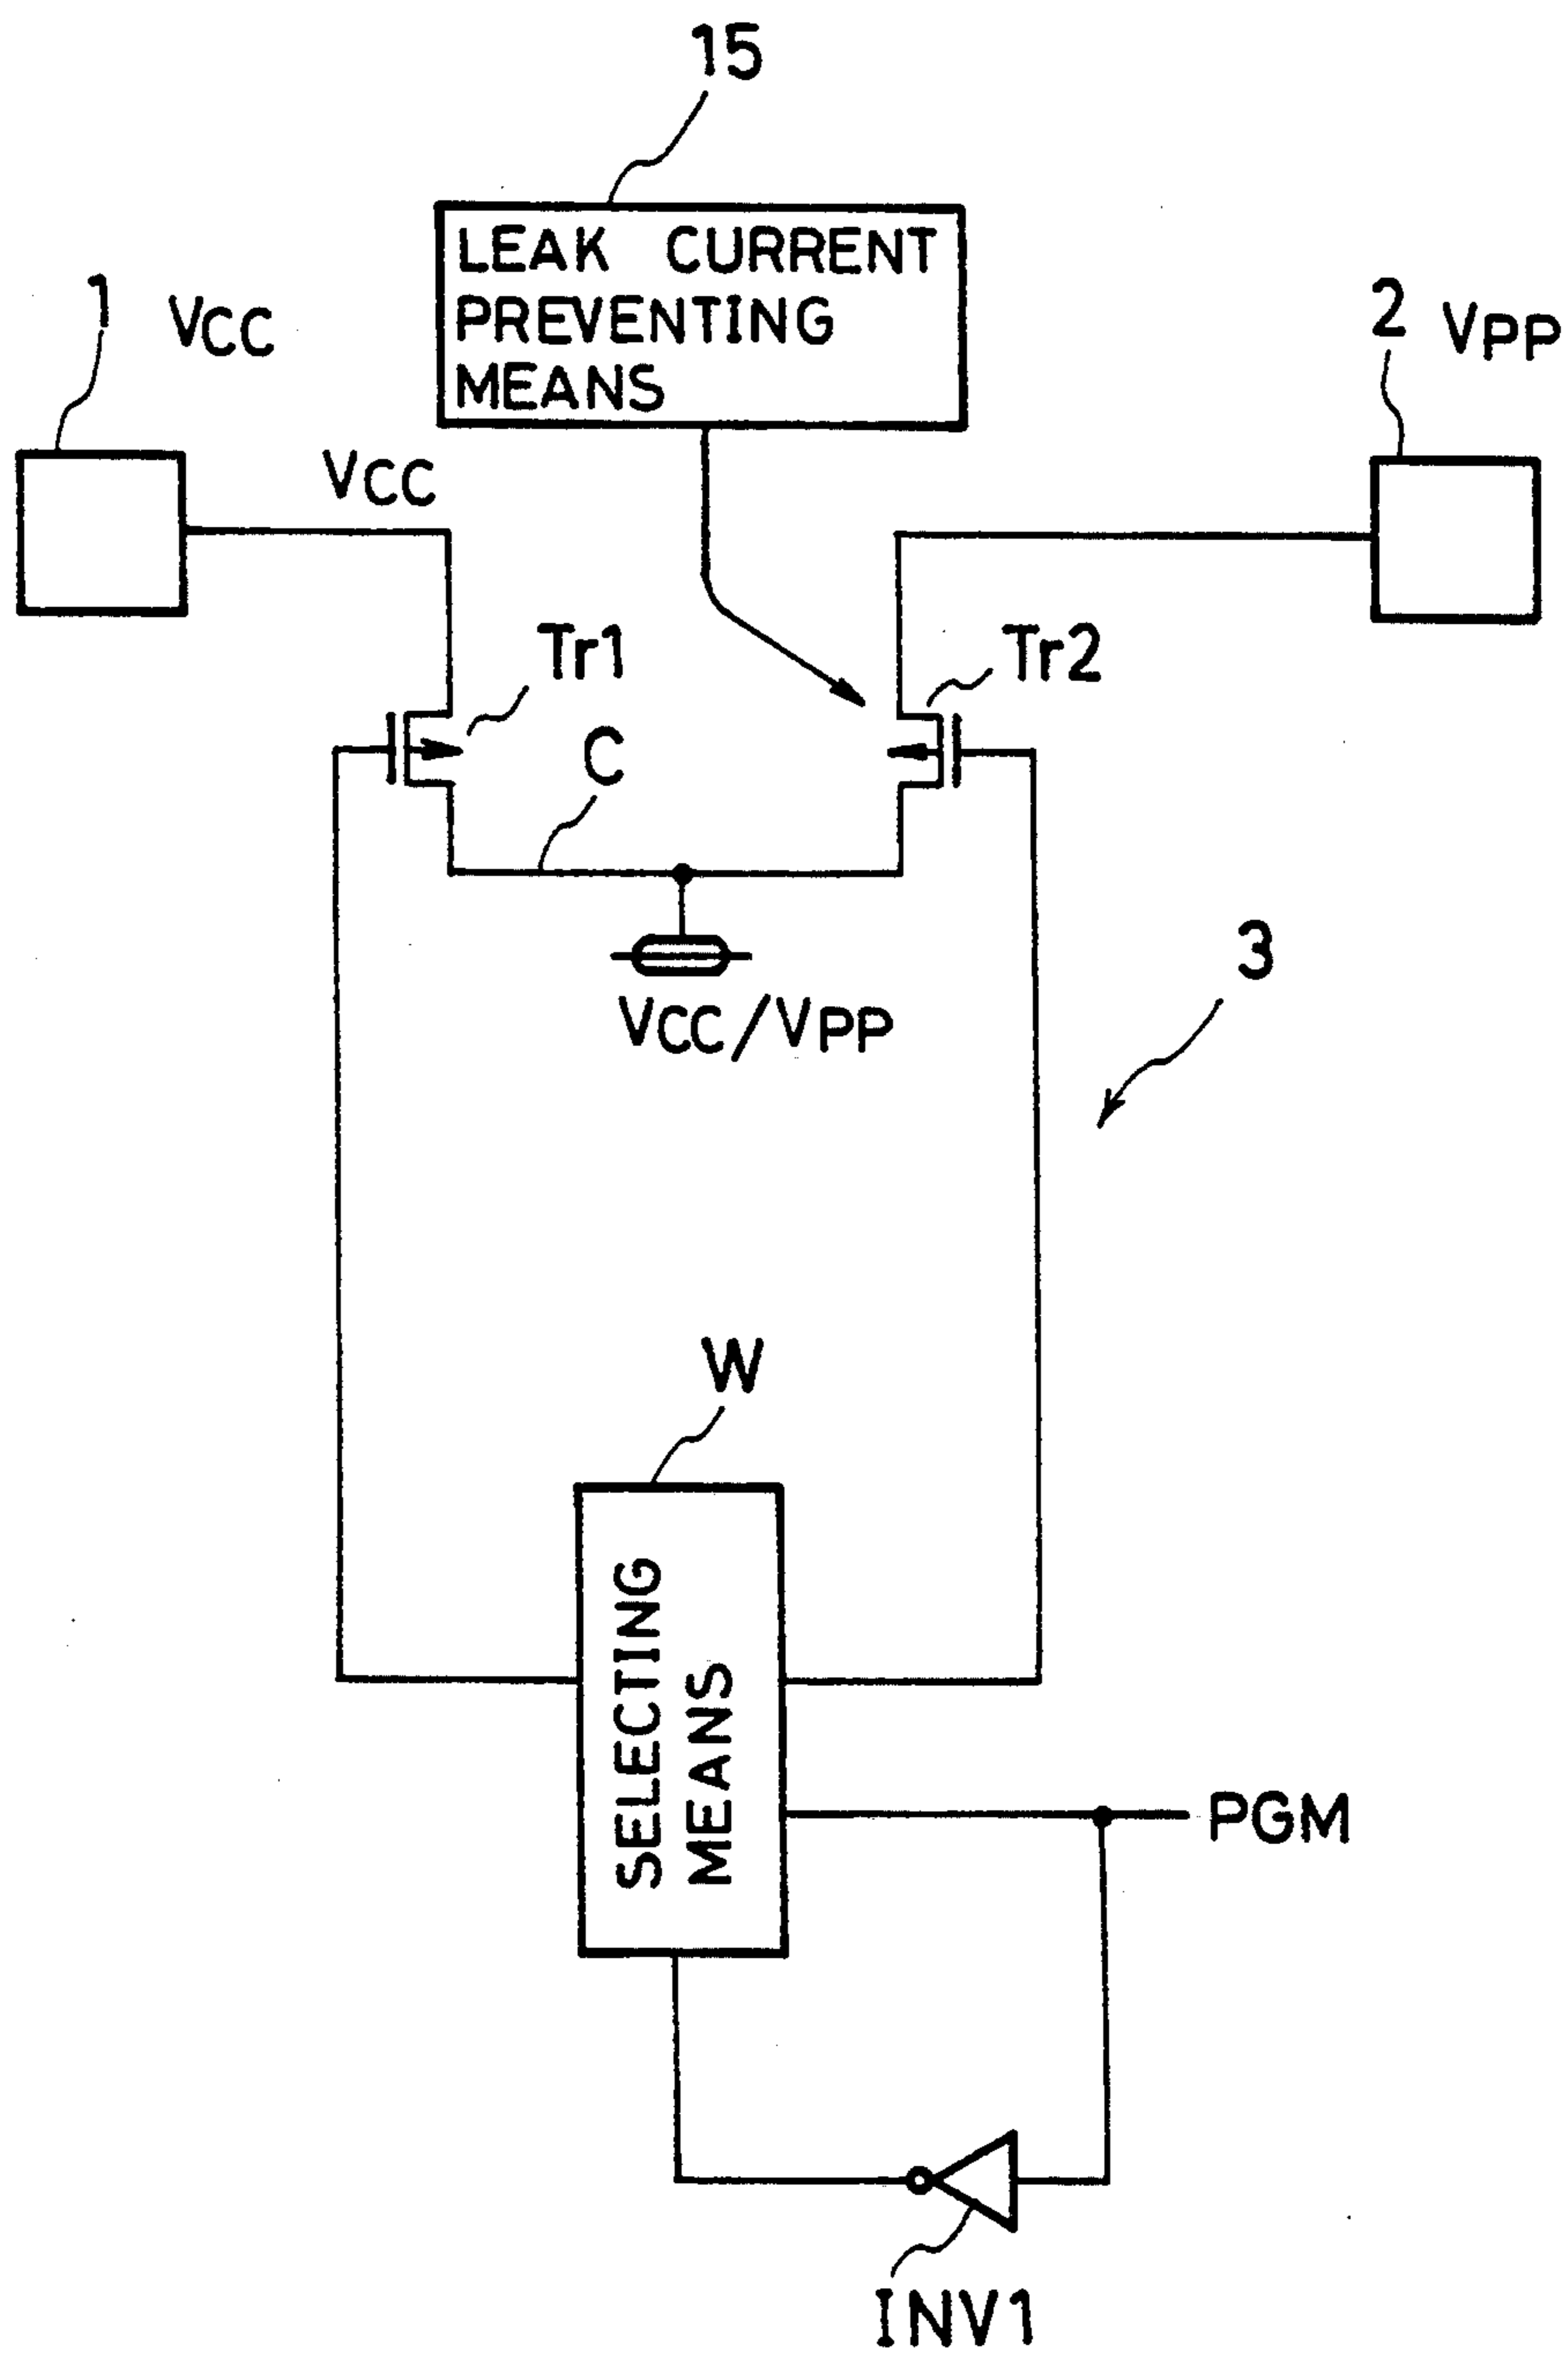 15
LEAK CURRENT
PREVENTING
MEANS
1
VCC
2
VPP
VCC
Tr1
Tr2
C
VCC/VPP
3
W
SELECTING
MEANS
PGM
INV1